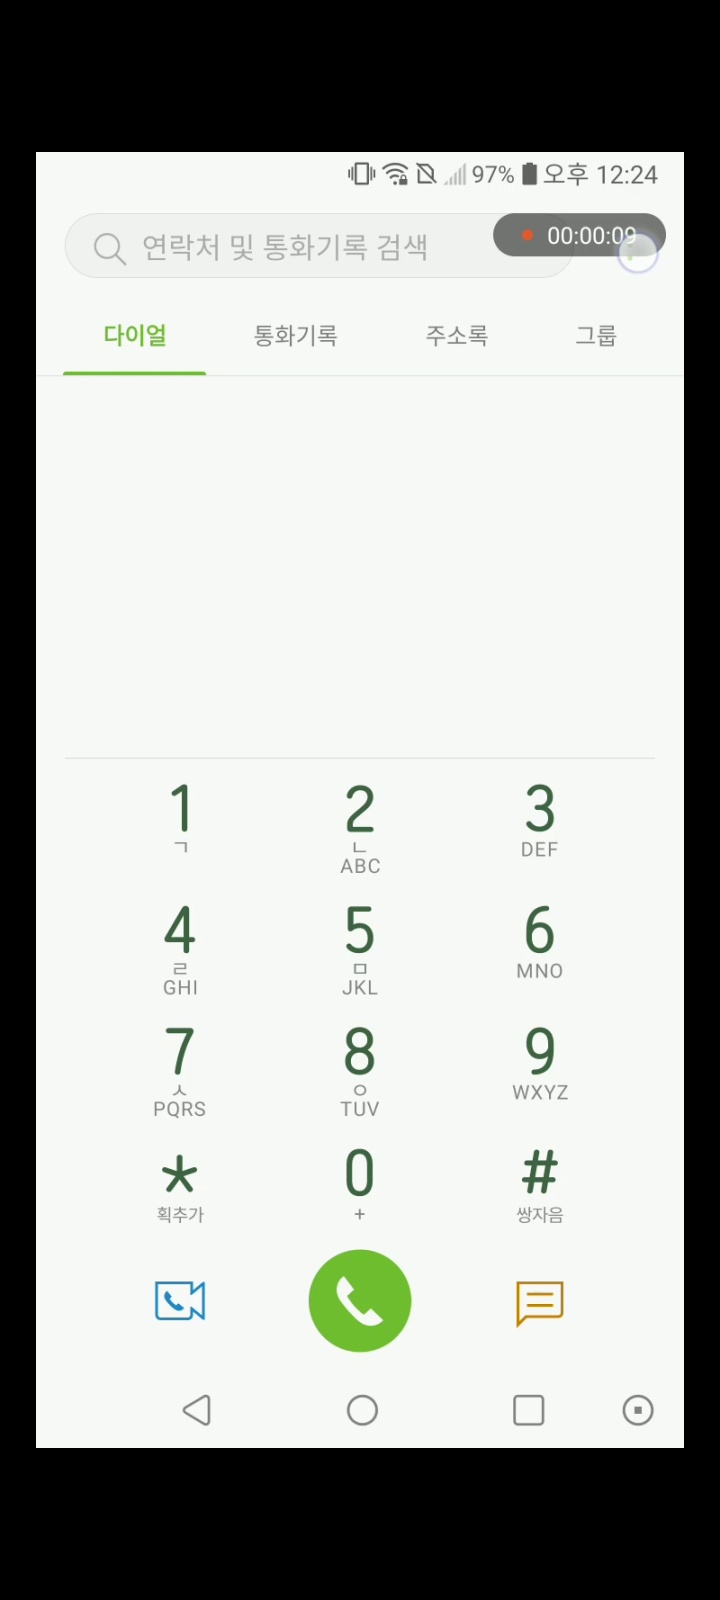 97% 오후 12:24
연락처 및 통화기록 검색
00:00:09
다이얼 통화기록 주소록 그룹
1 2 3
ㄱ ㄴ DEF
ABC
4 5 6
ㄹ ㅁ MNO
GHI JKL
7 8 9
ㅅ ㅇ WXYZ
PQRS TUV
* 0 #
획추가 + 쌍자음